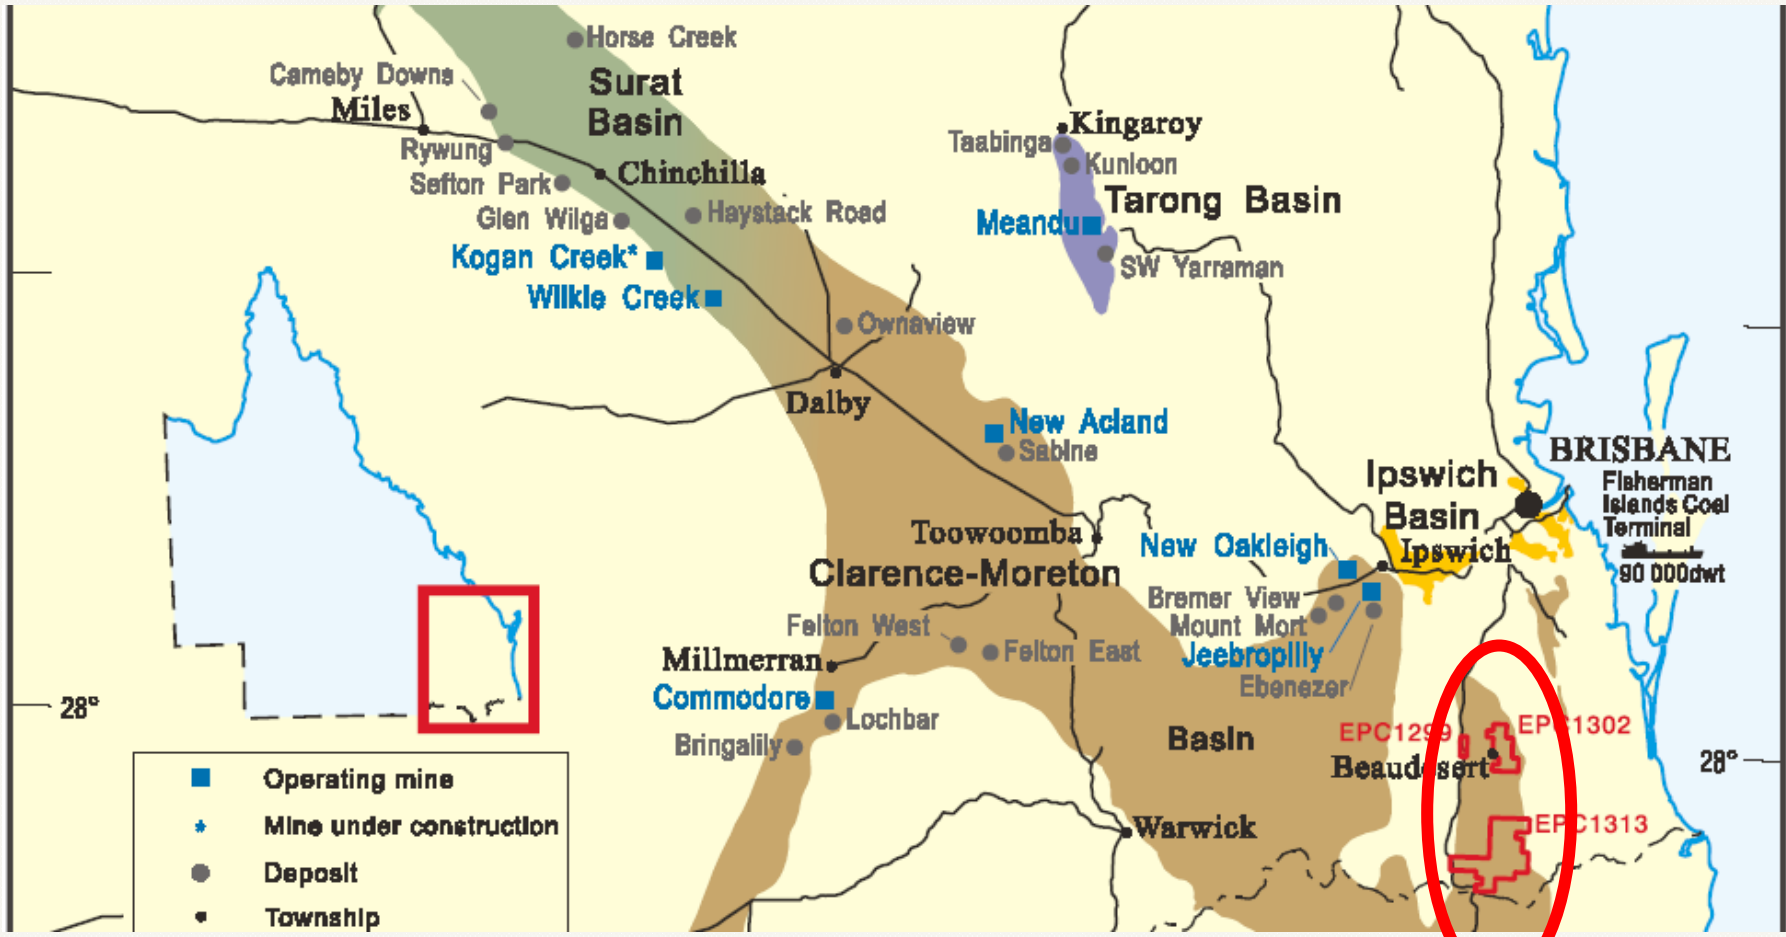 Horse Creek
Cameby Downs
Surat
Basin
Miles
Rywung
Kingaroy
Taabinga
Kunloon
Chinchilla
Sefton Park
Tarong Basin
Glen Wilga
Haystack Road
Meandu
Kogan Creek*
SW Yarraman
Wilkie Creek
Ownaview
Dalby
New Acland
Sabine
BRISBANE
Fisherman
Islands Coal
Terminal
90 000dwt
Ipswich
Basin
Ipswich
Toowoomba
New Oakleigh
Clarence-Moreton
Bremer View
Mount Mort
Felton West
Felton East
Jeebropilly
Millmerran
Ebenezer
Commodore
28°
Lochbar
Bringalily
Basin
EPC1299
EPC1302
Beaudesert
28°
Operating mine
Mine under construction
Warwick
EPC1313
Deposit
Township